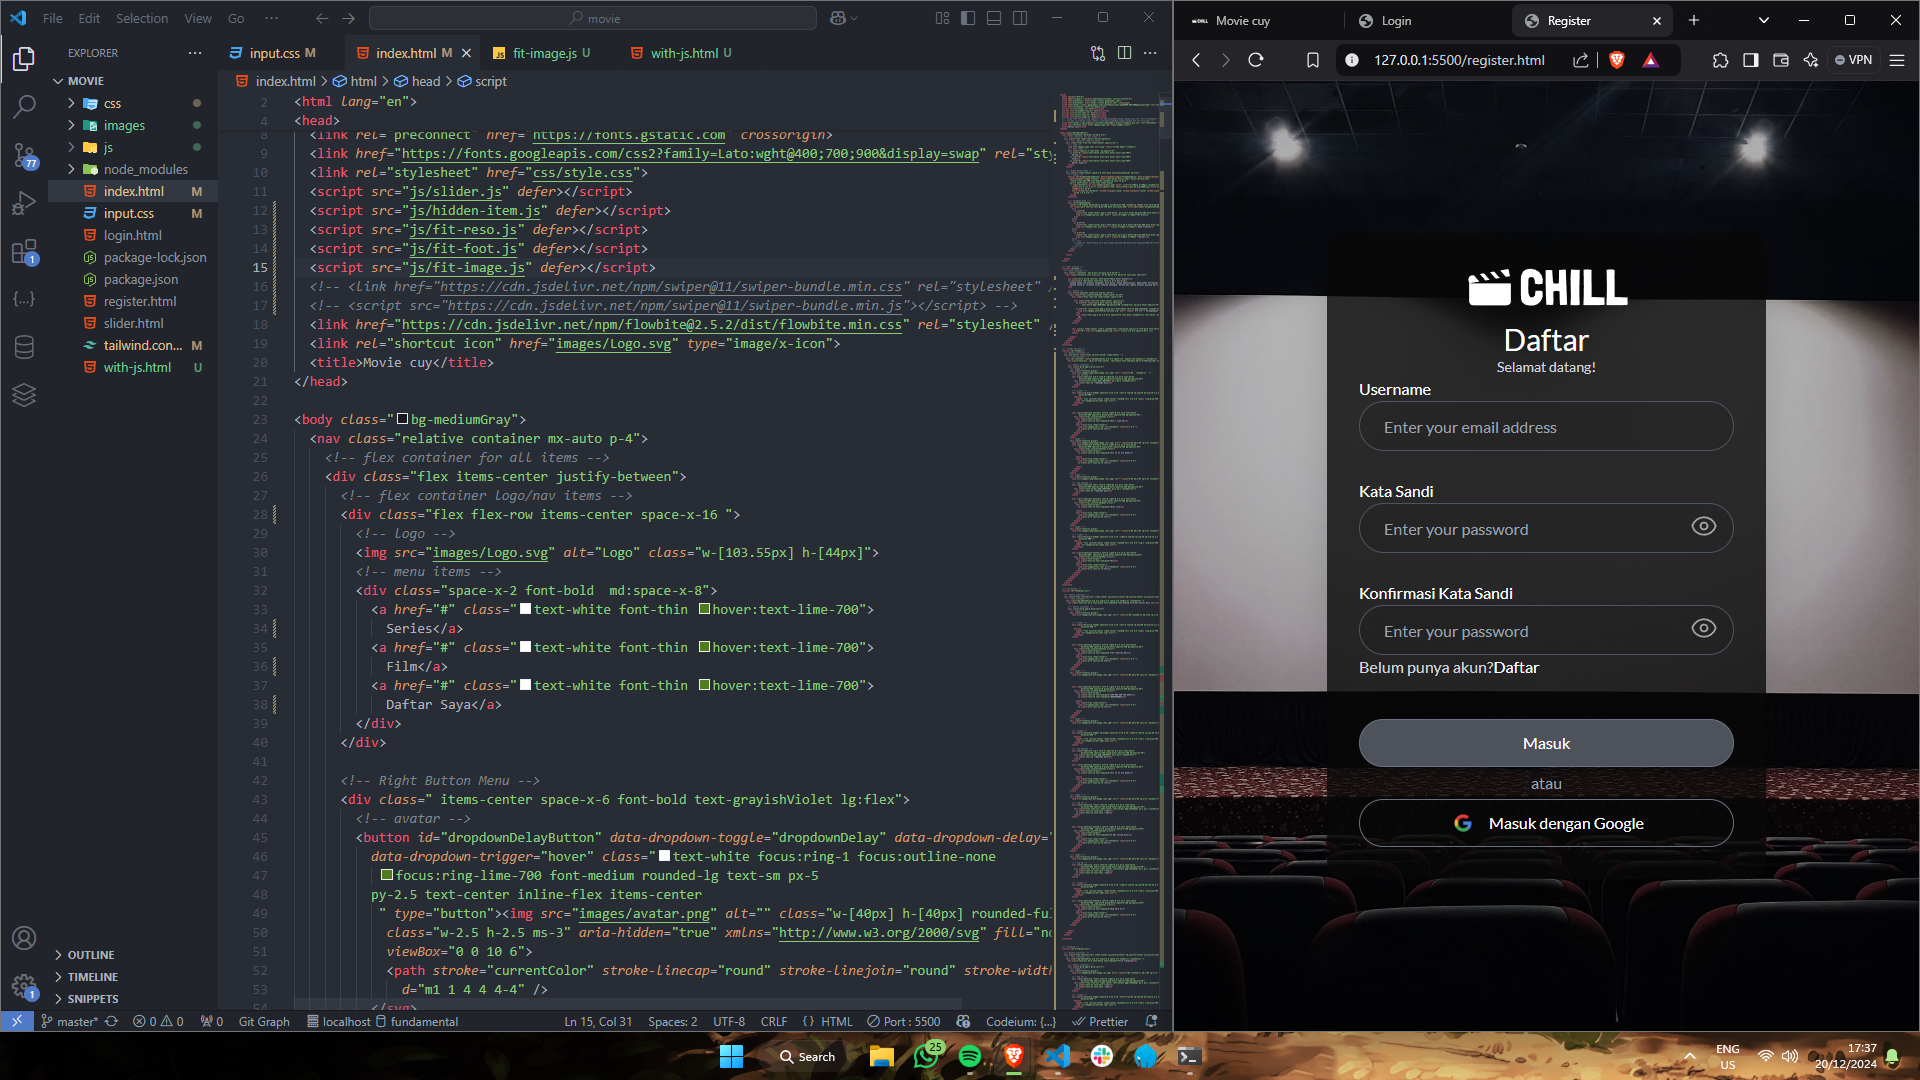 File Edit Selection View Go ··· movie
EXPLORER
MOVIE
css
images
js
node_modules
index.html M
input.css M
login.html
package-lock.json
package.json
register.html
slider.html
tailwind.con...
with-js.html U
OUTLINE
TIMELINE
SNIPPETS
77
1
1
input.css M index.html M fit-image.js U with-js.html U
index.html > html > head > script
2 <html lang="en">
4 <head>
8 <link rel="preconnect" href="https://fonts.gstatic.com" crossorigin>
9 <link href="https://fonts.googleapis.com/css2?family=Lato:wght@400;700;900&display=swap" rel="sty
10 <link rel="stylesheet" href="css/style.css">
11 <script src="js/slider.js" defer></script>
12 <script src="js/hidden-item.js" defer></script>
13 <script src="js/fit-reso.js" defer></script>
14 <script src="js/fit-foot.js" defer></script>
15 <script src="js/fit-image.js" defer></script>
16 <!-- <link href="https://cdn.jsdelivr.net/npm/swiper@11/swiper-bundle.min.css" rel="stylesheet" /
17 <!-- <script src="https://cdn.jsdelivr.net/npm/swiper@11/swiper-bundle.min.js"></script> -->
18 <link href="https://cdn.jsdelivr.net/npm/flowbite@2.5.2/dist/flowbite.min.css" rel="stylesheet" /
19 <link rel="shortcut icon" href="images/Logo.svg" type="image/x-icon">
20 <title>Movie cuy</title>
21 </head>
22
23 <body class="bg-mediumGray">
24 <nav class="relative container mx-auto p-4">
25 <!-- flex container for all items -->
26 <div class="flex items-center justify-between">
27 <!-- flex container logo/nav items -->
28 <div class="flex flex-row items-center space-x-16 ">
29 <!-- logo -->
30 <img src="images/Logo.svg" alt="Logo" class="w-[103.55px] h-[44px]">
31 <!-- menu items -->
32 <div class="space-x-2 font-bold  md:space-x-8">
33 <a href="#" class="text-white font-thin hover:text-lime-700">
34 Series</a>
35 <a href="#" class="text-white font-thin hover:text-lime-700">
36 Film</a>
37 <a href="#" class="text-white font-thin hover:text-lime-700">
38 Daftar Saya</a>
39 </div>
40 </div>
41
42 <!-- Right Button Menu -->
43 <div class=" items-center space-x-6 font-bold text-grayishViolet lg:flex">
44 <!-- avatar -->
45 <button id="dropdownDelayButton" data-dropdown-toggle="dropdownDelay" data-dropdown-delay="
46 data-dropdown-trigger="hover" class="text-white focus:ring-1 focus:outline-none
47 focus:ring-lime-700 font-medium rounded-lg text-sm px-5
48 py-2.5 text-center inline-flex items-center
49 " type="button"><img src="images/avatar.png" alt="" class="w-[40px] h-[40px] rounded-ful
50 class="w-2.5 h-2.5 ms-3" aria-hidden="true" xmlns="http://www.w3.org/2000/svg" fill="no
51 viewBox="0 0 10 6">
52 <path stroke="currentColor" stroke-linecap="round" stroke-linejoin="round" stroke-width
53 d="m1 1 4 4 4-4" />
54 </svg>
master* 0 0 0 Git Graph localhost fundamental Ln 15, Col 31 Spaces: 2 UTF-8 CRLF HTML Port : 5500 Codeium: {...} Prettier
Movie cuy Login Register
127.0.0.1:5500/register.html VPN
CHILL
Daftar
Selamat datang!
Username
Enter your email address
Kata Sandi
Enter your password
Konfirmasi Kata Sandi
Enter your password
Belum punya akun?Daftar
Masuk
atau
Masuk dengan Google
Search
25
ENG
US
17:37
20/12/2024